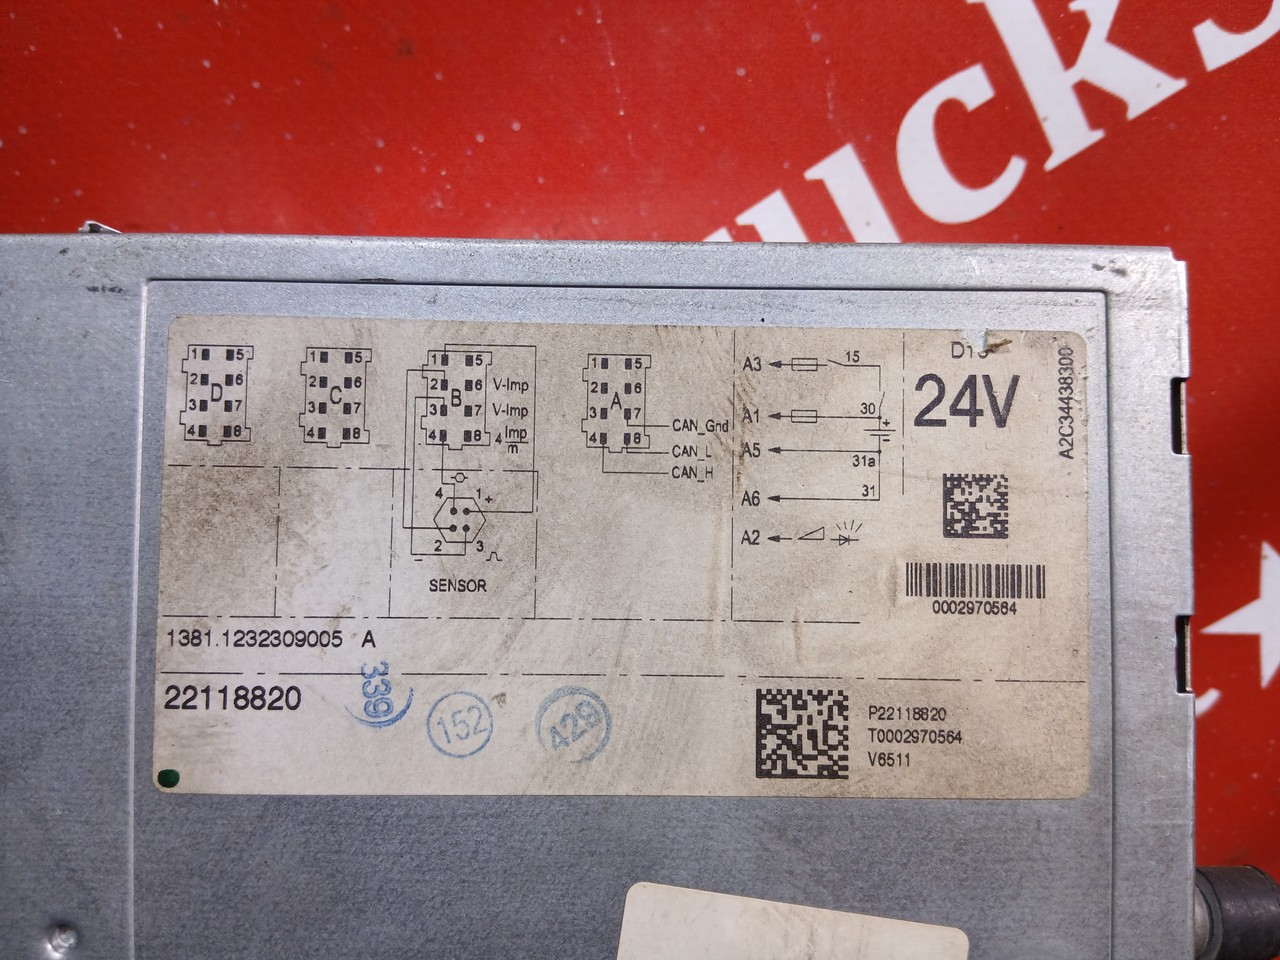 ucks
1 5
2 6
D
3 7
4 8
1 5
2 6
C
3 7
4 8
1 5
2 6 V-Imp
B
3 7 V-Imp
4 8 4 Imp
m
1 5
2 6
A
3 7
4 8
CAN_Gnd
CAN_L
CAN_H
4 1 +
2 3
-
SENSOR
A3 15
A1 30
+
A5 31a
A6 31
A2
24V
A2C34438300
0002970564
1381.1232309005 A
22118820
339
152
429
P22118820
T0002970564
V6511